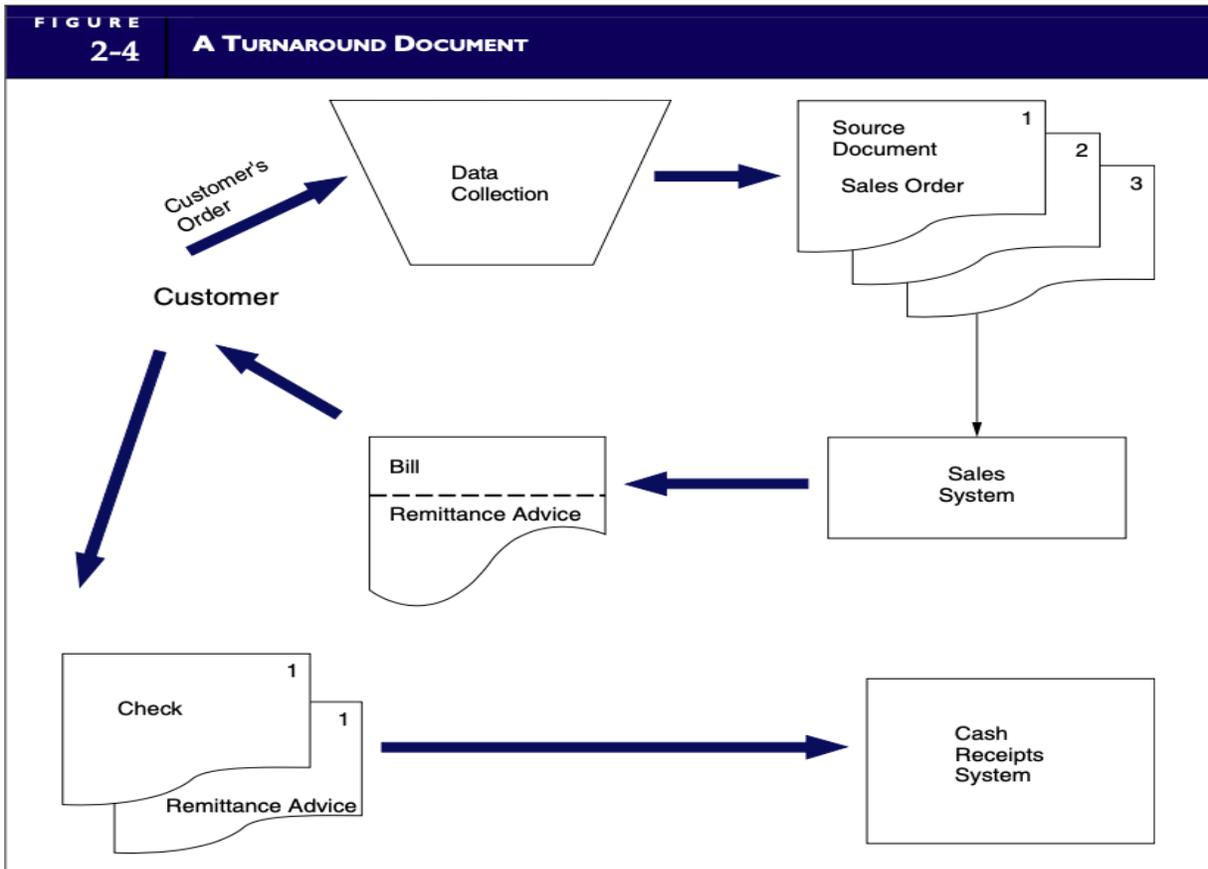 FIGURE
2-4
A TURNAROUND DOCUMENT
Customer's
Order
Data
Collection
Source
Document
Sales Order
1
2
3
Customer
Bill
Remittance Advice
Sales
System
Check
1
1
Remittance Advice
Cash
Receipts
System